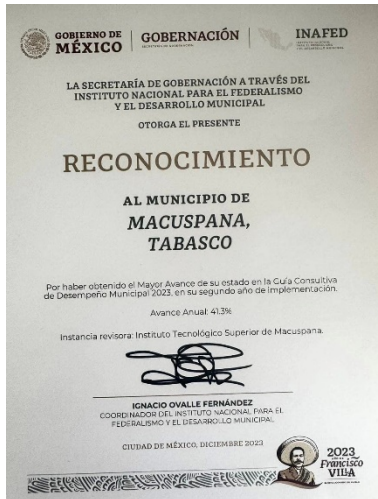 GOBIERNO DE
MÉXICO
GOBERNACIÓN
SECRETARÍA DE GOBERNACIÓN
INAFED
LA SECRETARÍA DE GOBERNACIÓN A TRAVÉS DEL
INSTITUTO NACIONAL PARA EL FEDERALISMO
Y EL DESARROLLO MUNICIPAL
OTORGA EL PRESENTE
RECONOCIMIENTO
AL MUNICIPIO DE
MACUSPANA,
TABASCO
Por haber obtenido el Mayor Avance de su estado en la Guía Consultiva
de Desempeño Municipal 2023, en su segundo año de implementación.
Avance Anual: 41.3%
Instancia revisora: Instituto Tecnológico Superior de Macuspana.
IGNACIO OVALLE FERNÁNDEZ
COORDINADOR DEL INSTITUTO NACIONAL PARA EL
FEDERALISMO Y EL DESARROLLO MUNICIPAL
CIUDAD DE MÉXICO, DICIEMBRE 2023
2023
Francisco
VILLA